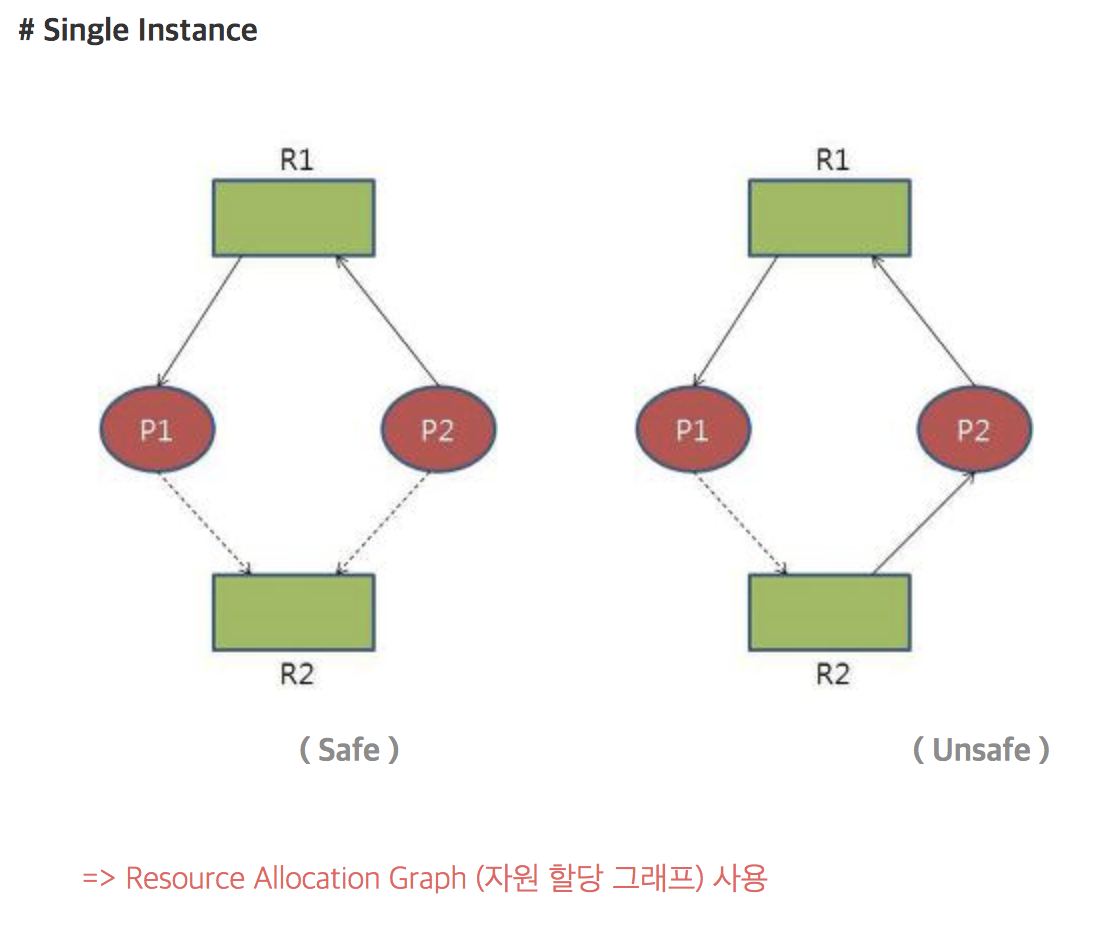 # Single Instance
R1
R1
P1
P2
P1
P2
R2
R2
( Safe )
( Unsafe )
=> Resource Allocation Graph (자원 할당 그래프) 사용